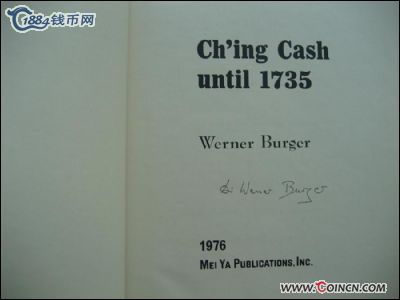 1884钱币网
Ch'ing Cash
until 1735
Werner Burger
Dr Werner Burger
1976
MEI YA PUBLICATIONS, INC.
WWW.COINCN.COM